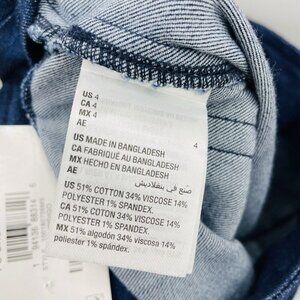 US 4
CA 4
MX 4
AE
4
US MADE IN BANGLADESH
CA FABRIQUÉ AU BANGLADESH
MX HECHO EN BANGLADESH
AE صنع في بنغلاديش
US 51% COTTON 34% VISCOSE 14%
POLYESTER 1% SPANDEX.
CA 51% COTTON 34% VISCOSE 14%
POLYESTER 1% SPANDEX.
MX 51% algodón 34% viscosa 14%
poliester 1% spandex.